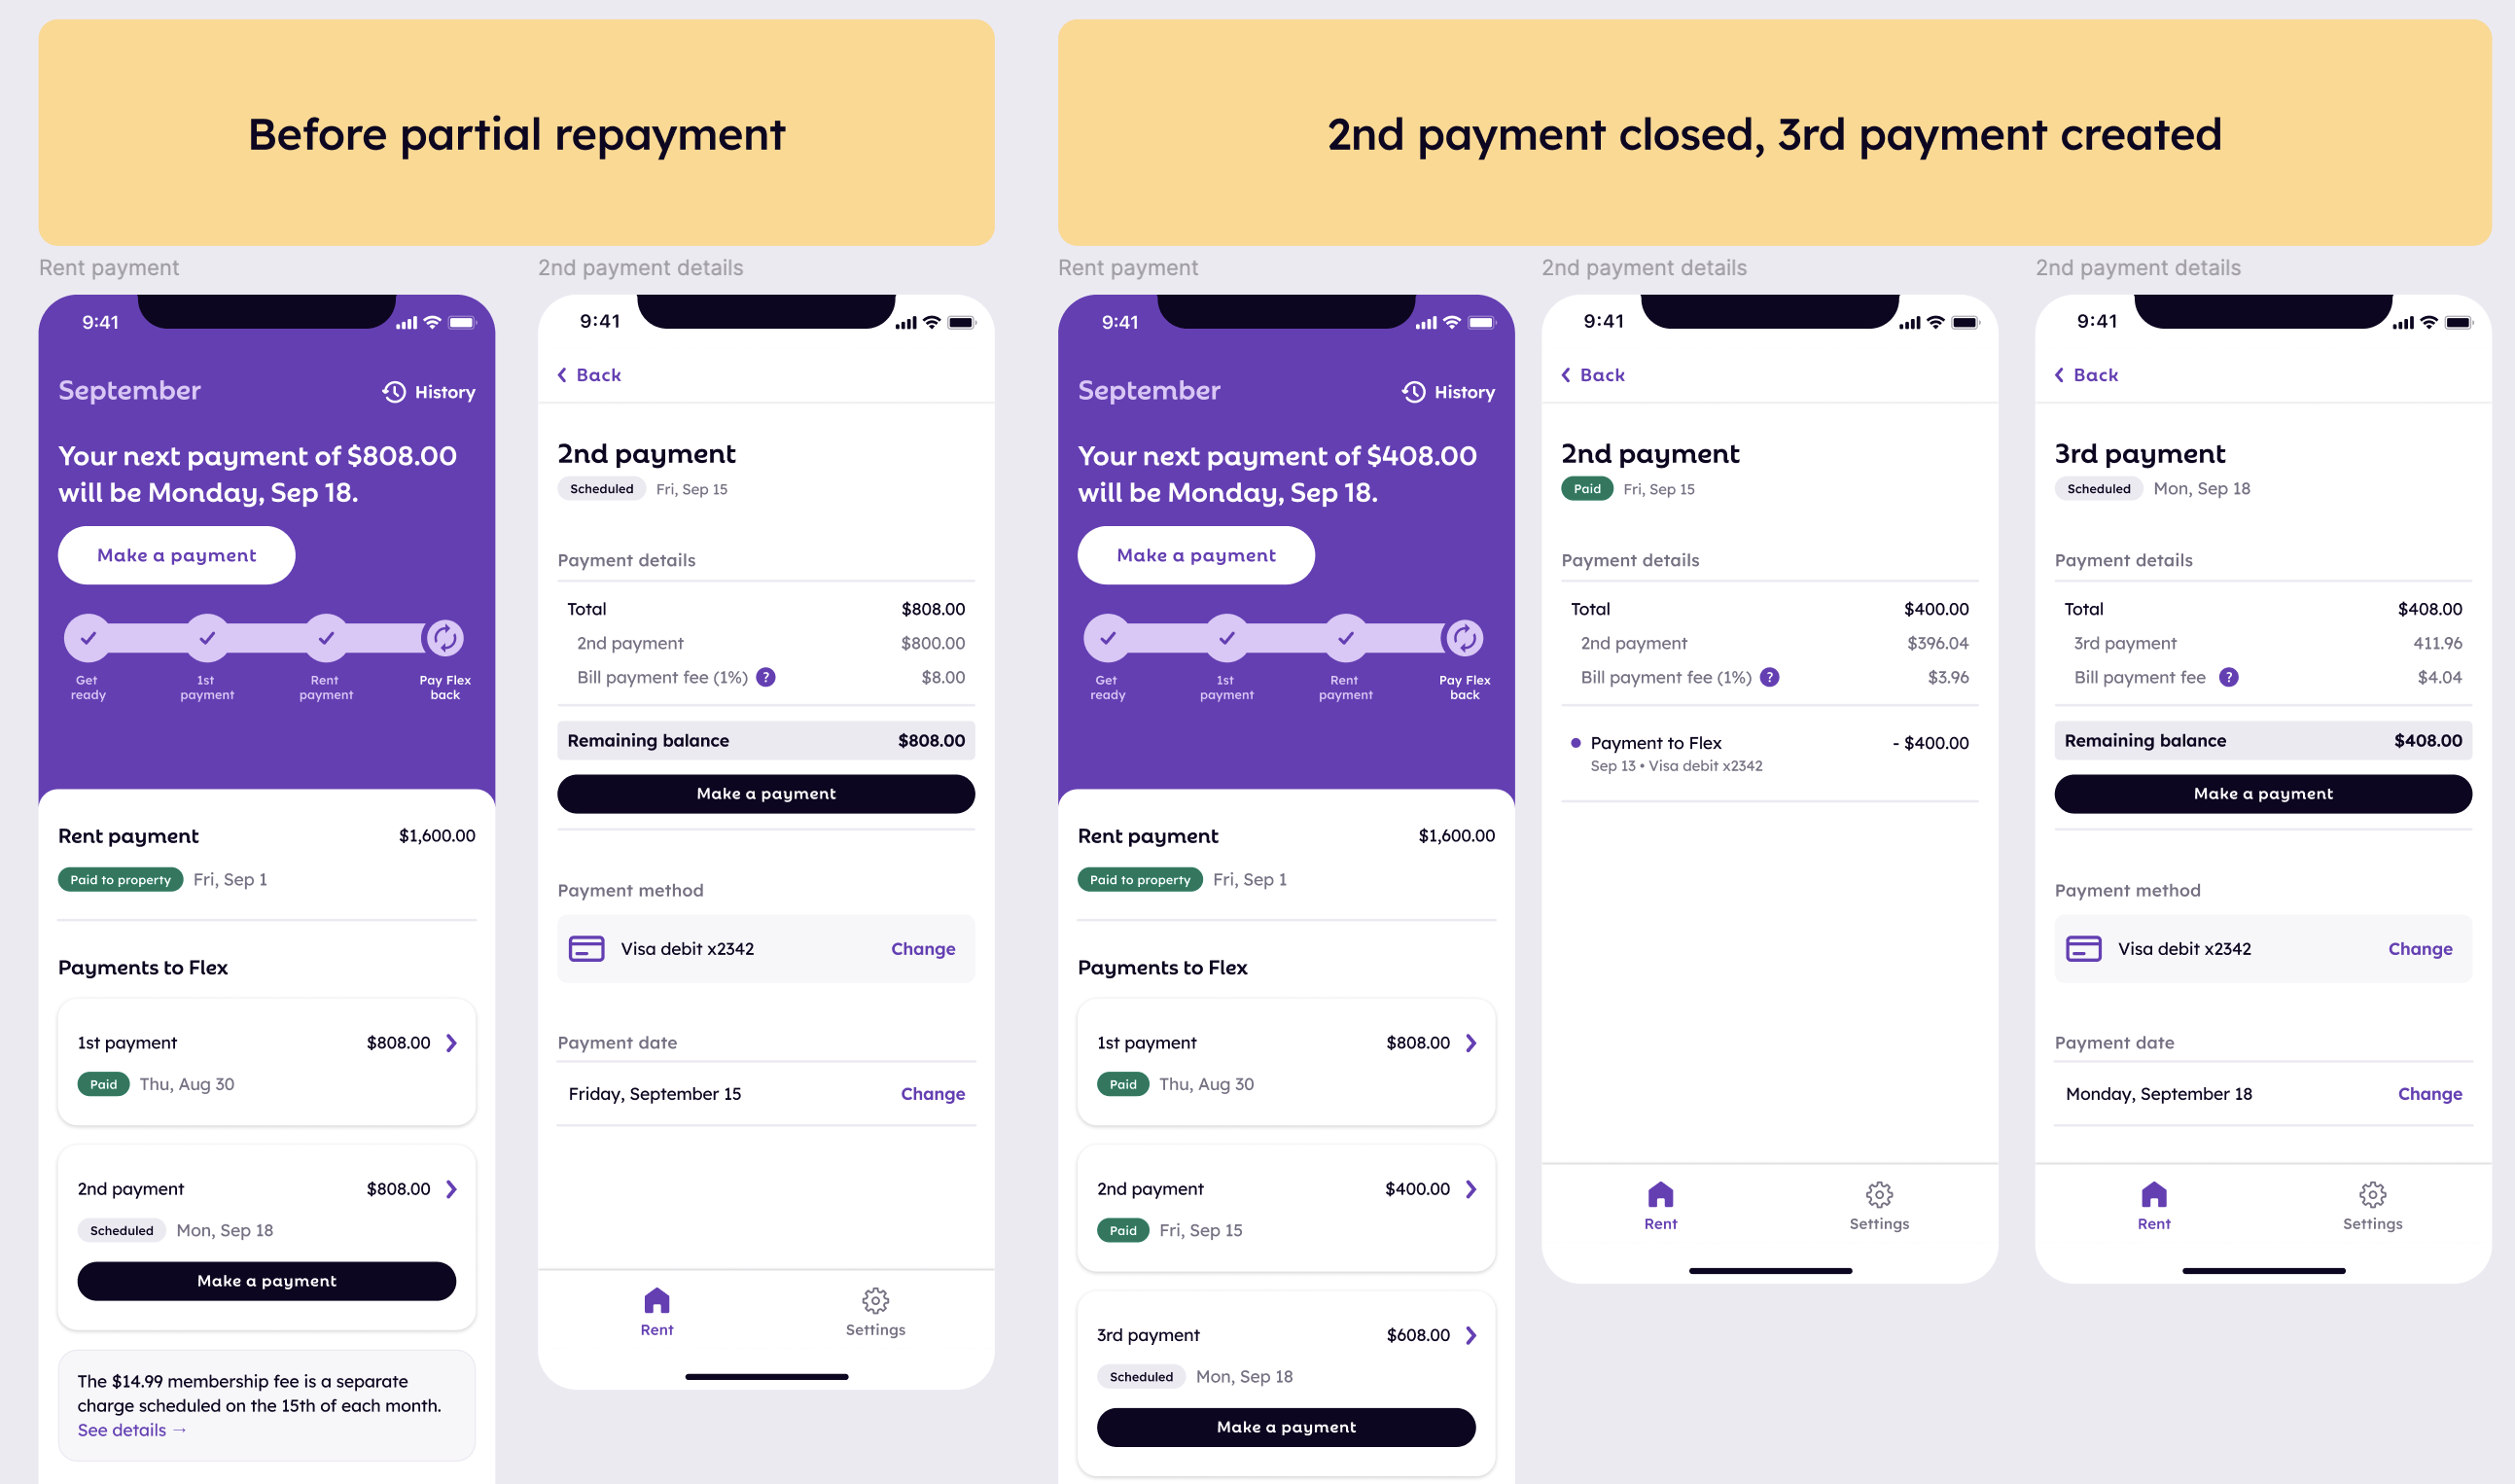 Before partial repayment
2nd payment closed, 3rd payment created
Rent payment
9:41
September
History
Your next payment of $808.00
will be Monday, Sep 18.
Make a payment
Get
ready
1st
payment
Rent
payment
Pay Flex
back
Rent payment $1,600.00
Paid to property Fri, Sep 1
Payments to Flex
1st payment $808.00
Paid Thu, Aug 30
2nd payment $808.00
Scheduled Mon, Sep 18
Make a payment
The $14.99 membership fee is a separate
charge scheduled on the 15th of each month.
See details →
2nd payment details
9:41
Back
2nd payment
Scheduled Fri, Sep 15
Payment details
Total $808.00
2nd payment $800.00
Bill payment fee (1%) ? $8.00
Remaining balance $808.00
Make a payment
Payment method
Visa debit x2342 Change
Payment date
Friday, September 15 Change
Rent Settings
Rent payment
9:41
September
History
Your next payment of $408.00
will be Monday, Sep 18.
Make a payment
Get
ready
1st
payment
Rent
payment
Pay Flex
back
Rent payment $1,600.00
Paid to property Fri, Sep 1
Payments to Flex
1st payment $808.00
Paid Thu, Aug 30
2nd payment $400.00
Paid Fri, Sep 15
3rd payment $608.00
Scheduled Mon, Sep 18
Make a payment
2nd payment details
9:41
Back
2nd payment
Paid Fri, Sep 15
Payment details
Total $400.00
2nd payment $396.04
Bill payment fee (1%) ? $3.96
Payment to Flex - $400.00
Sep 13 • Visa debit x2342
Rent Settings
2nd payment details
9:41
Back
3rd payment
Scheduled Mon, Sep 18
Payment details
Total $408.00
3rd payment 411.96
Bill payment fee ? $4.04
Remaining balance $408.00
Make a payment
Payment method
Visa debit x2342 Change
Payment date
Monday, September 18 Change
Rent Settings